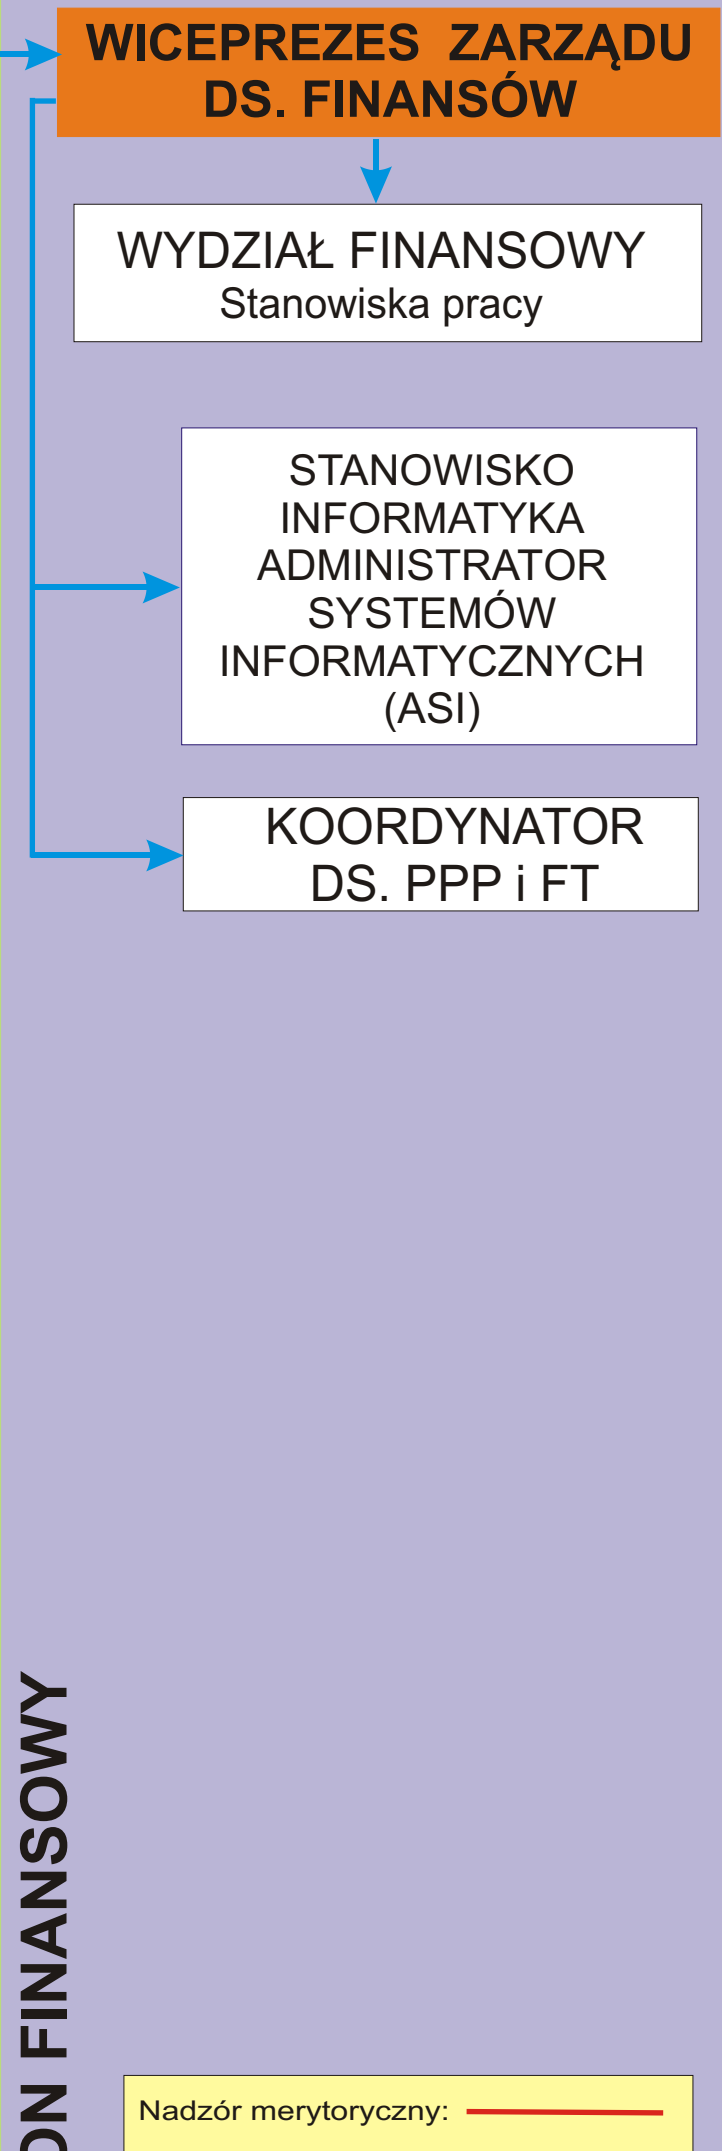 WICEPREZES ZARZĄDU
DS. FINANSÓW
WYDZIAŁ FINANSOWY
Stanowiska pracy
STANOWISKO
INFORMATYKA
ADMINISTRATOR
SYSTEMÓW
INFORMATYCZNYCH
(ASI)
KOORDYNATOR
DS. PPP i FT
FINANSOWY
Nadzór merytoryczny: